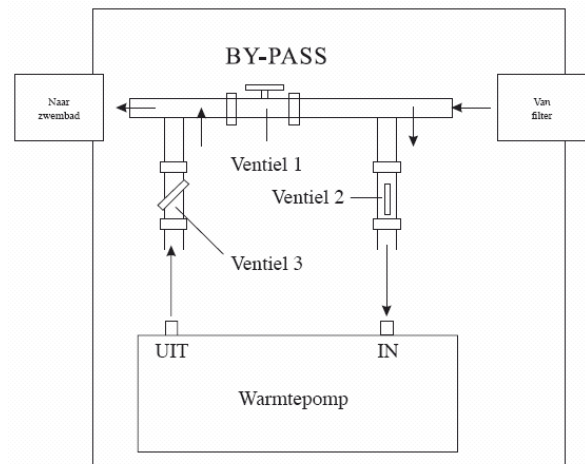 BY-PASS
Naar
zwembad
Van
filter
Ventiel 1
Ventiel 2
Ventiel 3
UIT
IN
Warmtepomp